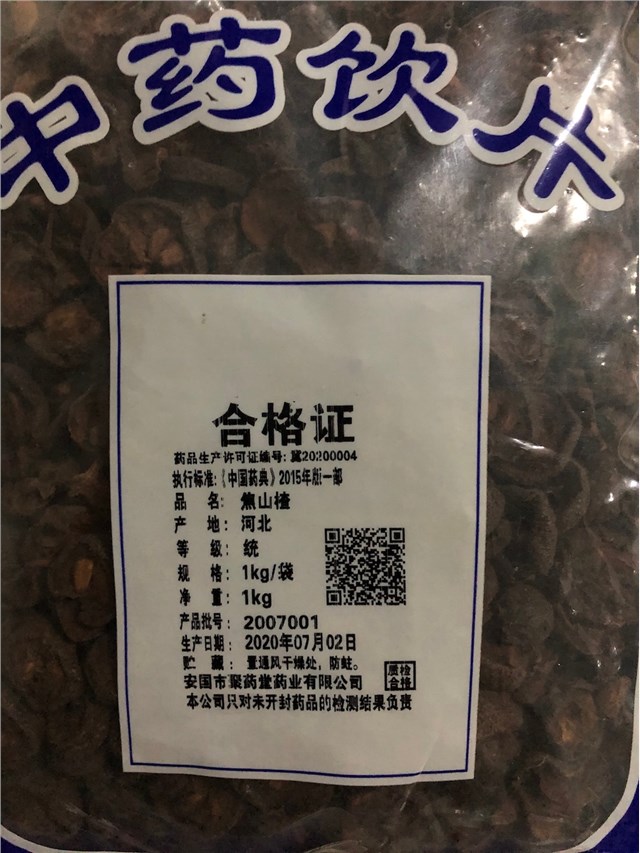 中药饮片
合格证
药品生产许可证编号: 冀20200004
执行标准:《中国药典》2015年版一部
品 名: 焦山楂
产 地: 河北
等 级: 统
规 格: 1kg/袋
净 重: 1kg
产品批号: 2007001
生产日期: 2020年07月02日
贮 藏: 置通风干燥处, 防蛀。
安国市聚药堂药业有限公司
质检合格
本公司只对未开封药品的检测结果负责